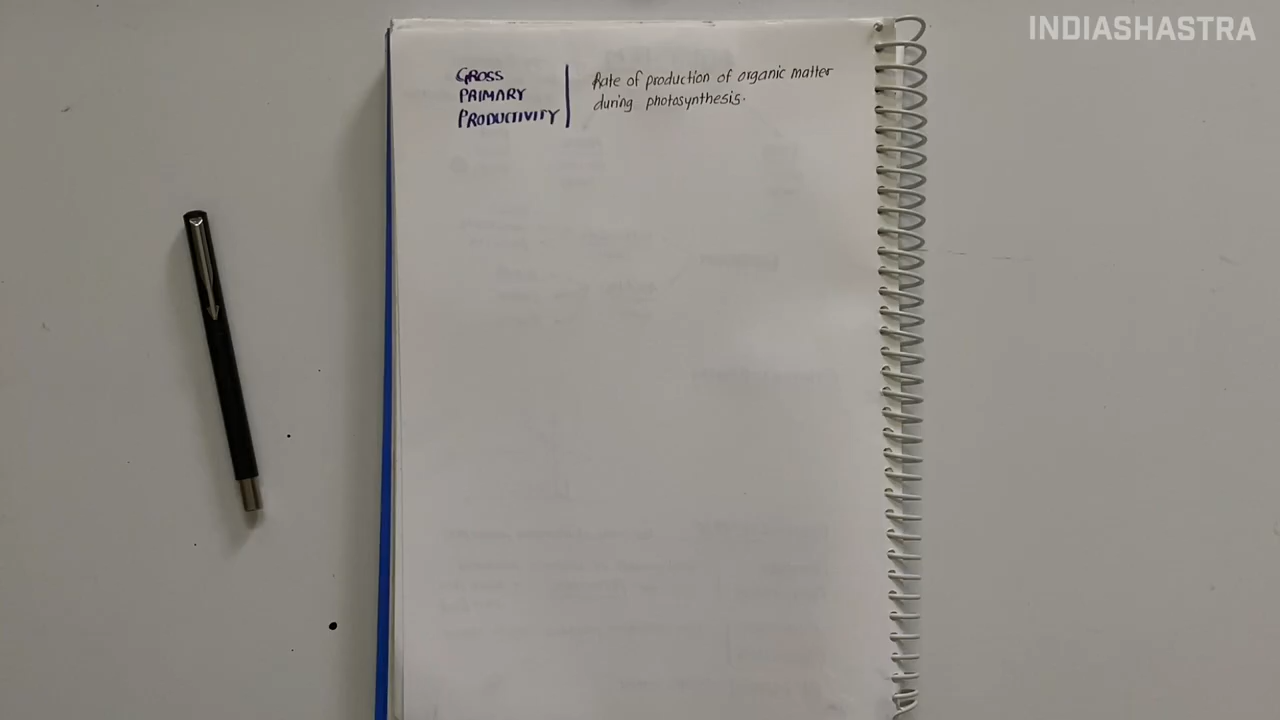 INDIASHASTRA
GROSS
PRIMARY
PRODUCTIVITY
Rate of production of organic matter
during photosynthesis.